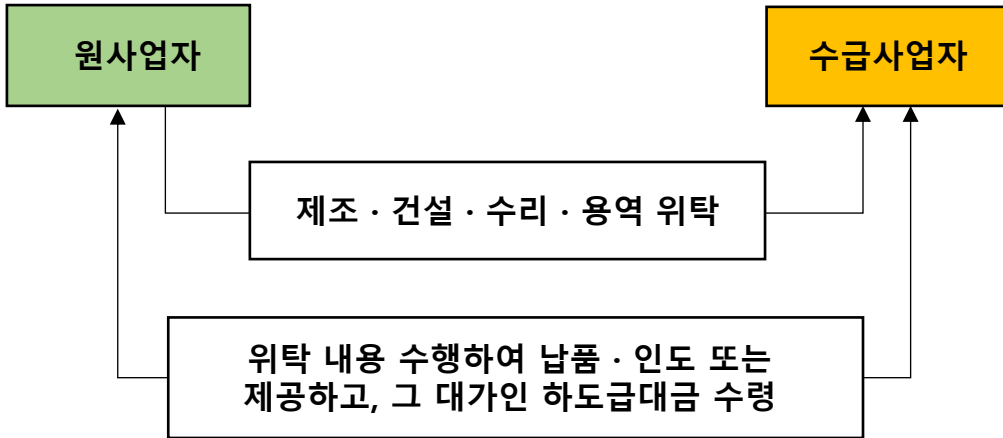 원사업자
수급사업자
제조 · 건설 · 수리 · 용역 위탁
위탁 내용 수행하여 납품 · 인도 또는
제공하고, 그 대가인 하도급대금 수령